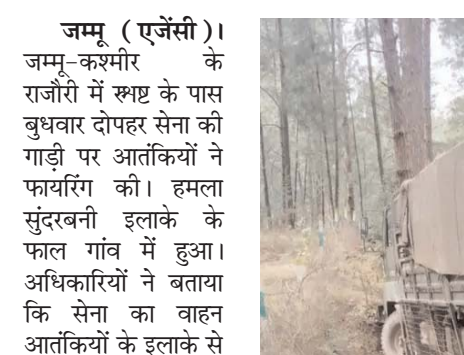 जम्मू (एजेंसी)।
जम्मू-कश्मीर के
राजौरी में रुष्ट के पास
बुधवार दोपहर सेना की
गाड़ी पर आतंकियों ने
फायरिंग की। हमला
सुंदरबनी इलाके के
फाल गांव में हुआ।
अधिकारियों ने बताया
कि सेना का वाहन
आतंकियों के इलाके से